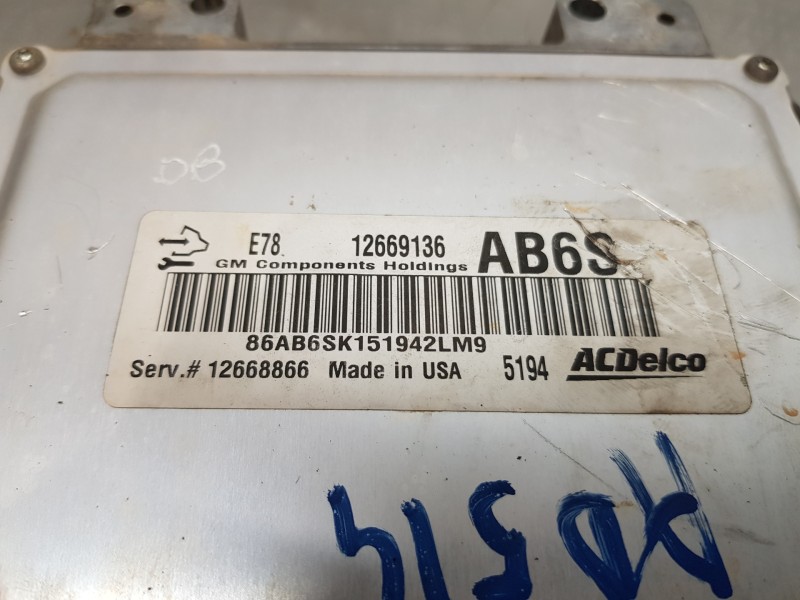 DB
E78 12669136 AB6S
GM Components Holdings
86AB6SK151942LM9
Serv.# 12668866 Made in USA 5194 ACDelco